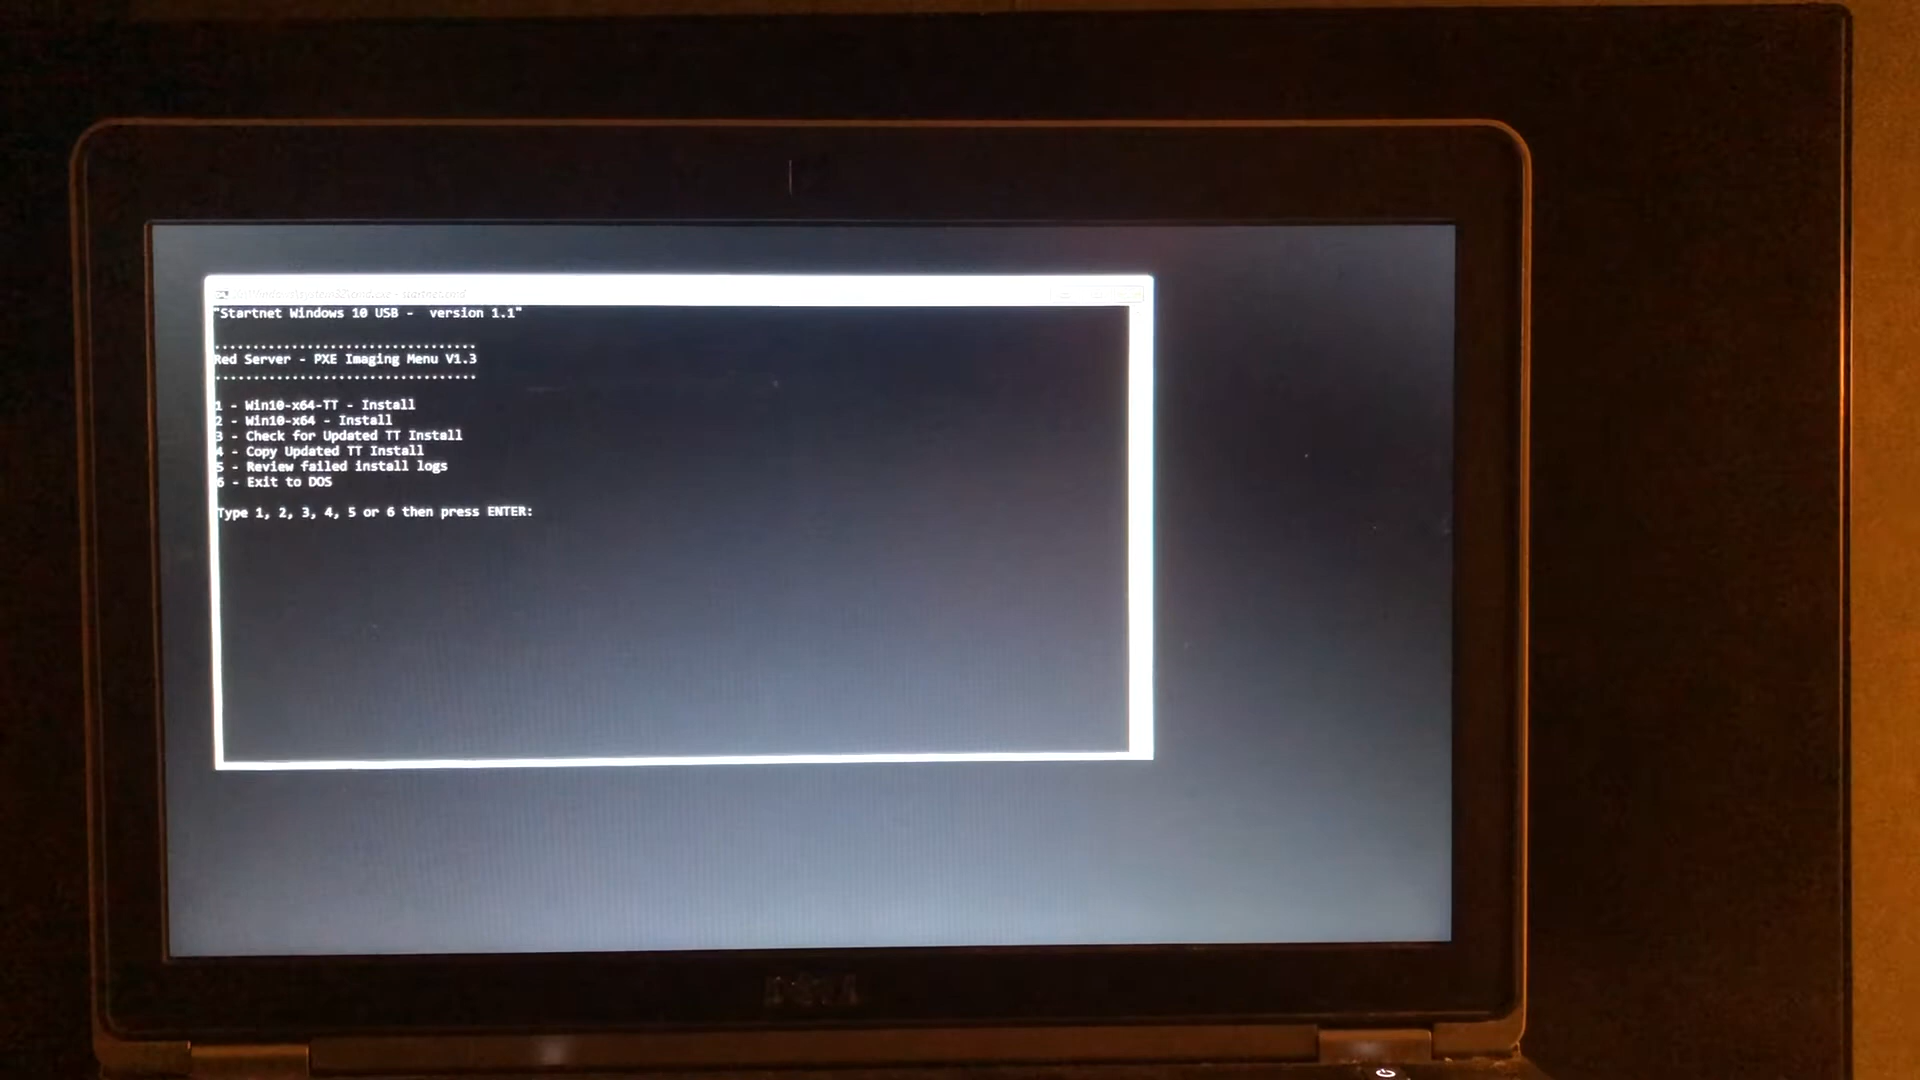 "Startnet Windows 10 USB -  version 1.1"
..................................
Red Server - PXE Imaging Menu V1.3
..................................
1 - Win10-x64-TT - Install
2 - Win10-x64 - Install
3 - Check for Updated TT Install
4 - Copy Updated TT Install
5 - Review failed install logs
6 - Exit to DOS
Type 1, 2, 3, 4, 5 or 6 then press ENTER:
DELL